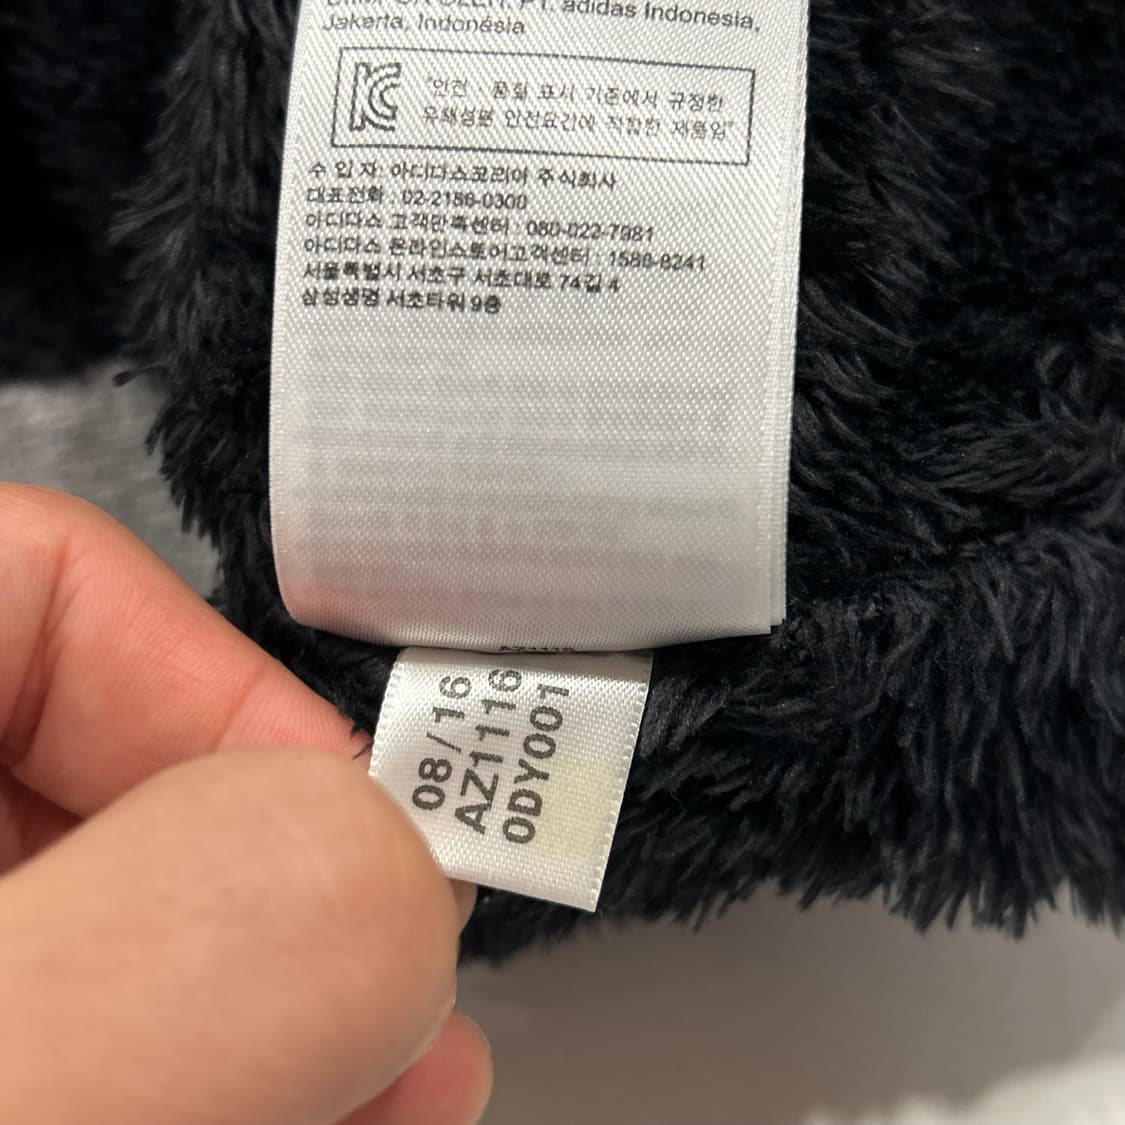 PT. adidas Indonesia,
Jakarta, Indonésia
KC
"안전 · 품질 표시 기준에서 규정한
유해성분 안전요건에 적합한 제품임"
수 입 자: 아디다스코리아 주식회사
대표전화 : 02-2186-0300
아디다스 고객만족센터 : 080-022-7981
아디다스 온라인스토어고객센터 : 1588-8241
서울특별시 서초구 서초대로 74길 4
삼성생명 서초타워 9층
08/16
AZ1116
0DY001